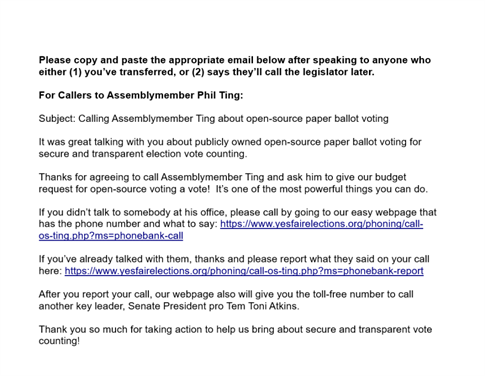 Please copy and paste the appropriate email below after speaking to anyone who
either (1) you've transferred, or (2) says they'll call the legislator later.
For Callers to Assemblymember Phil Ting:
Subject: Calling Assemblymember Ting about open-source paper ballot voting
It was great talking with you about publicly owned open-source paper ballot voting for
secure and transparent election vote counting.
Thanks for agreeing to call Assemblymember Ting and ask him to give our budget
request for open-source voting a vote!  It's one of the most powerful things you can do.
If you didn't talk to somebody at his office, please call by going to our easy webpage that
has the phone number and what to say: https://www.yesfairelections.org/phoning/call-
os-ting.php?ms=phonebank-call
If you've already talked with them, thanks and please report what they said on your call
here: https://www.yesfairelections.org/phoning/call-os-ting.php?ms=phonebank-report
After you report your call, our webpage also will give you the toll-free number to call
another key leader, Senate President pro Tem Toni Atkins.
Thank you so much for taking action to help us bring about secure and transparent vote
counting!